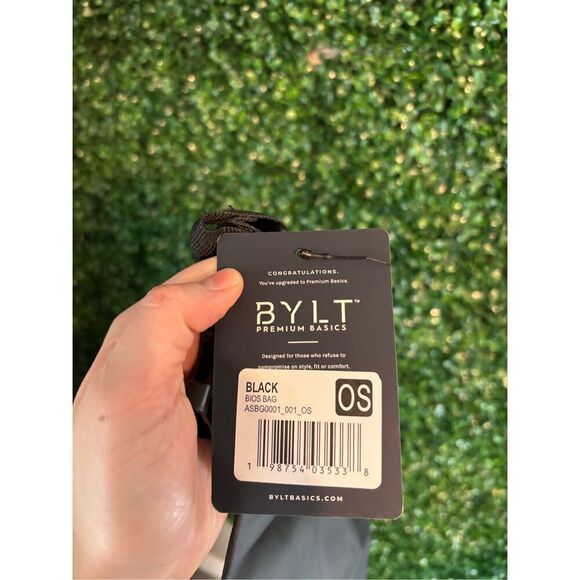 CONGRATULATIONS.
You've upgraded to Premium Basics.
BYLT™
PREMIUM BASICS
Designed for those who refuse to
compromise on style, fit or comfort.
BLACK
BIOS BAG
ASBG0001_001_OS
OS
1 98754 03533 8
BYLTBASICS.COM